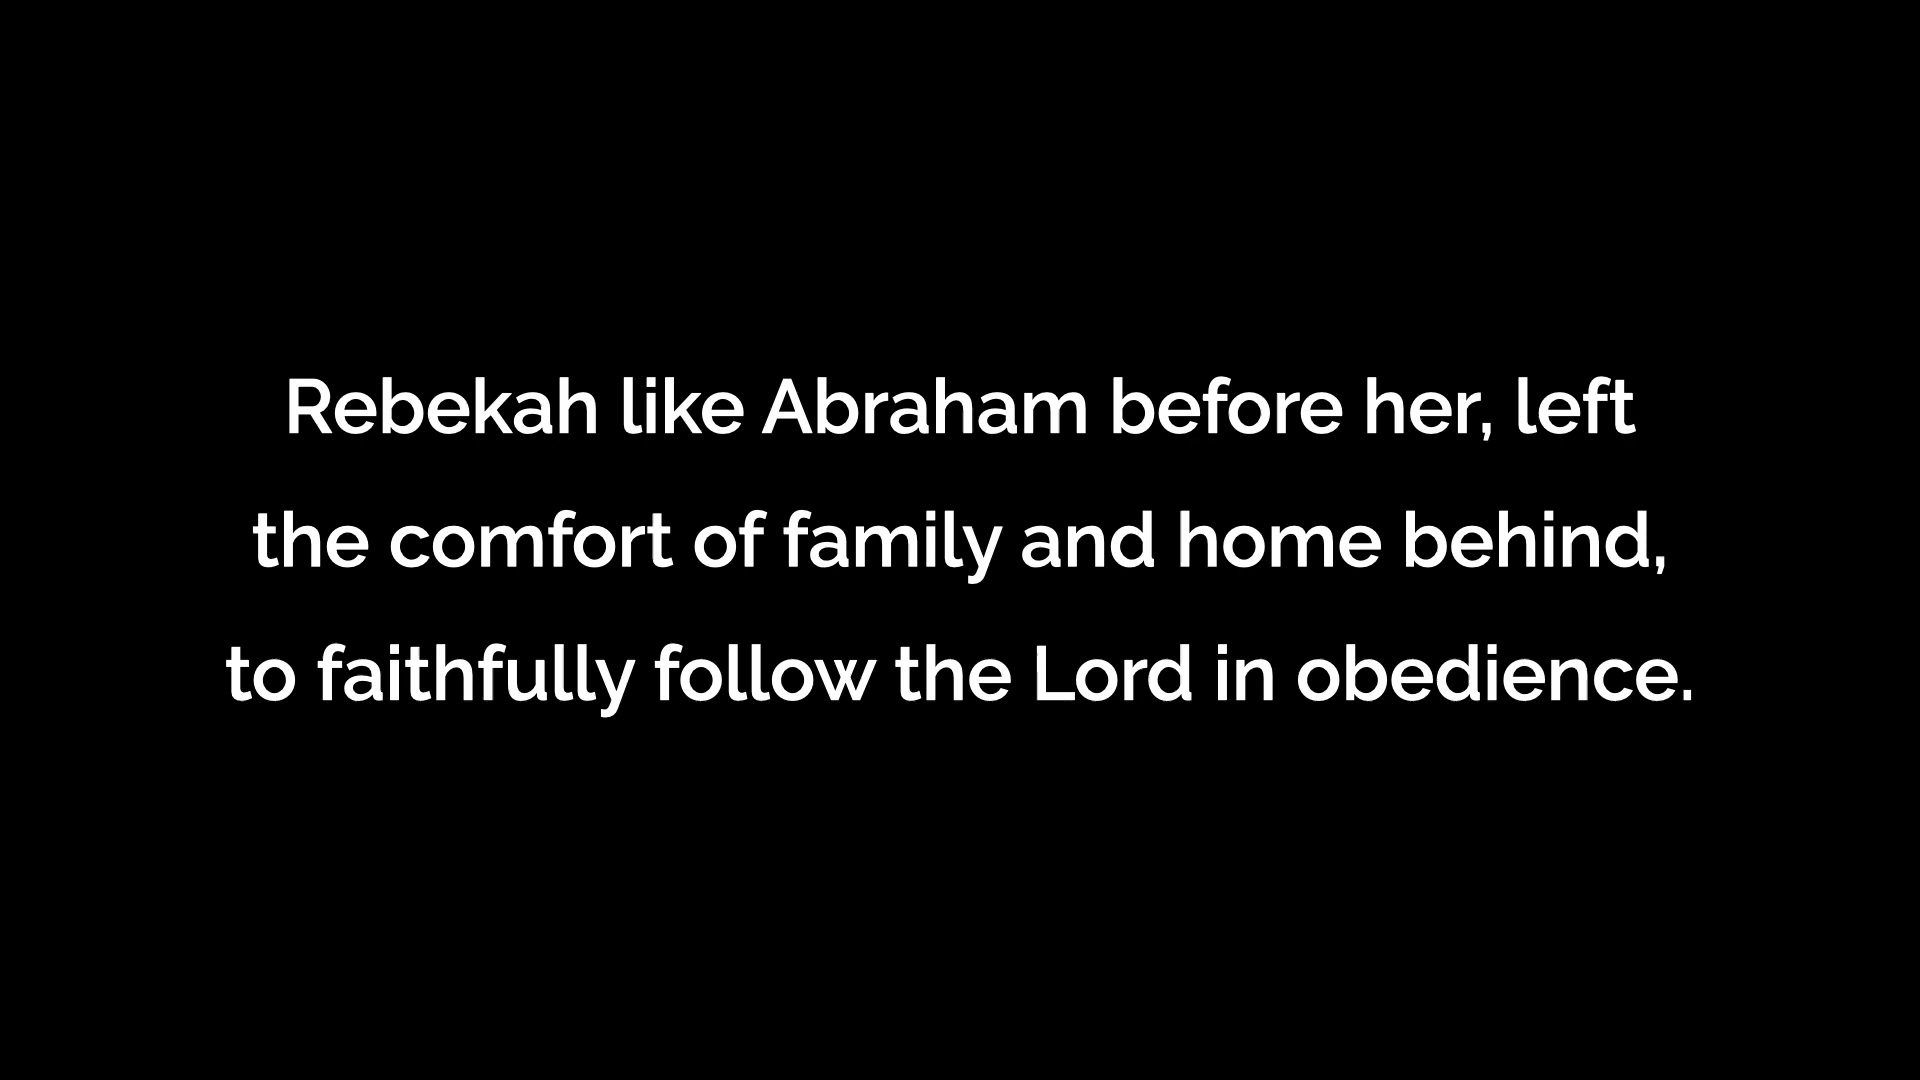 Rebekah like Abraham before her, left
the comfort of family and home behind,
to faithfully follow the Lord in obedience.